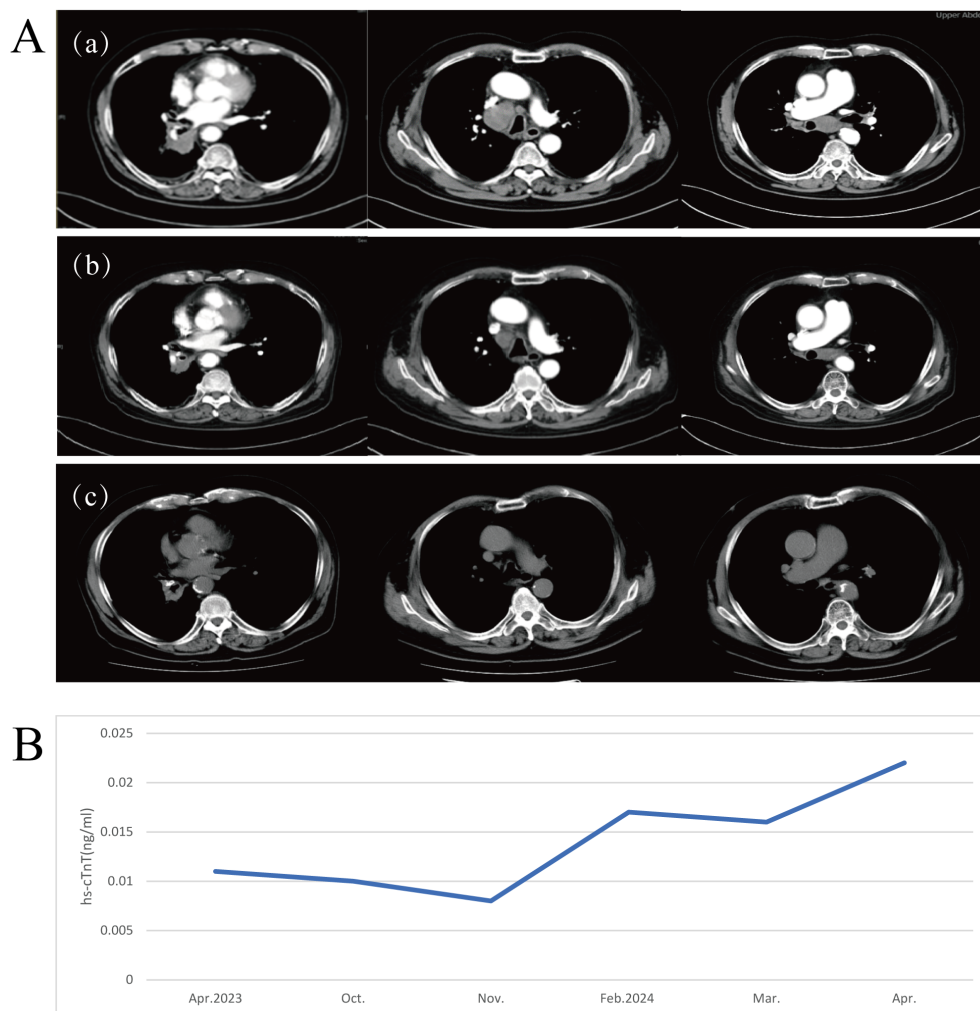 A
(a)
Upper Abdo
(b)
(c)
B
hs-cTnT(ng/ml)
0.025
0.02
0.015
0.01
0.005
0
Apr.2023 Oct. Nov. Feb.2024 Mar. Apr.